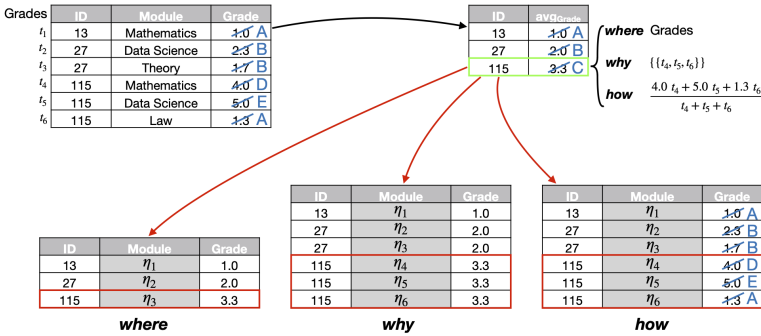 Grades
ID Module Grade
t1 13 Mathematics 1.0 A
t2 27 Data Science 2.3 B
t3 27 Theory 1.7 B
t4 115 Mathematics 4.0 D
t5 115 Data Science 5.0 E
t6 115 Law 1.3 A
ID avgGrade
13 1.0 A
27 2.0 B
115 3.3 C
where Grades
why {{t4, t5, t6}}
how 4.0 t4 + 5.0 t5 + 1.3 t6
t4 + t5 + t6
ID Module Grade
13 η1 1.0
27 η2 2.0
115 η3 3.3
where
ID Module Grade
13 η1 1.0
27 η2 2.0
27 η3 2.0
115 η4 3.3
115 η5 3.3
115 η6 3.3
why
ID Module Grade
13 η1 1.0 A
27 η2 2.3 B
27 η3 1.7 B
115 η4 4.0 D
115 η5 5.0 E
115 η6 1.3 A
how